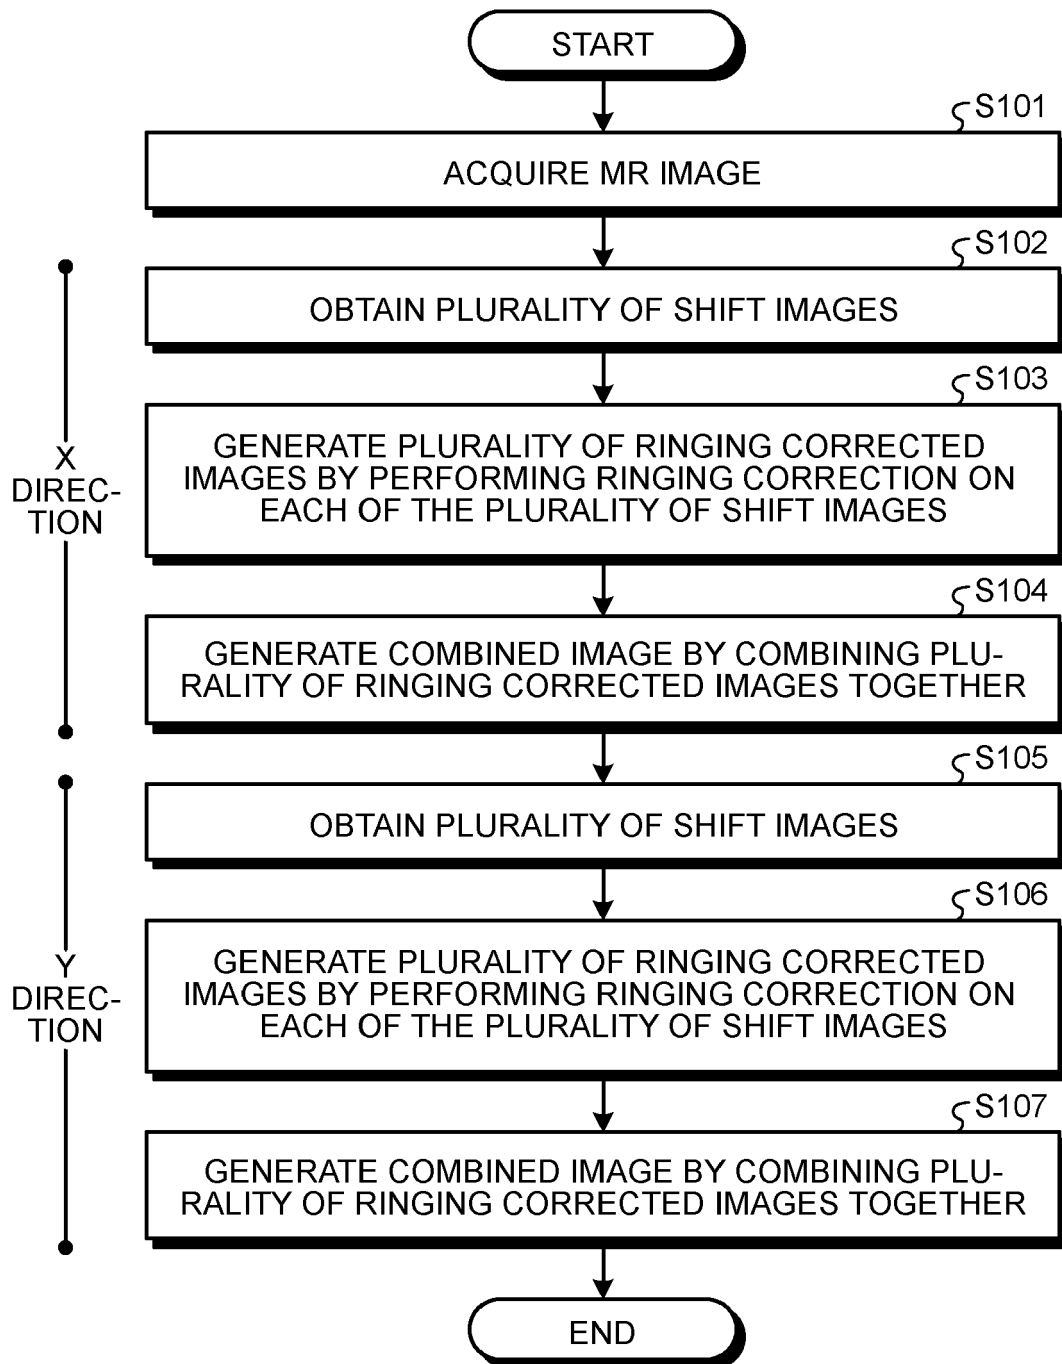 START
S101
ACQUIRE MR IMAGE
S102
OBTAIN PLURALITY OF SHIFT IMAGES
S103
GENERATE PLURALITY OF RINGING CORRECTED
IMAGES BY PERFORMING RINGING CORRECTION ON
EACH OF THE PLURALITY OF SHIFT IMAGES
X
DIREC-
TION
S104
GENERATE COMBINED IMAGE BY COMBINING PLU-
RALITY OF RINGING CORRECTED IMAGES TOGETHER
S105
OBTAIN PLURALITY OF SHIFT IMAGES
S106
GENERATE PLURALITY OF RINGING CORRECTED
IMAGES BY PERFORMING RINGING CORRECTION ON
EACH OF THE PLURALITY OF SHIFT IMAGES
Y
DIREC-
TION
S107
GENERATE COMBINED IMAGE BY COMBINING PLU-
RALITY OF RINGING CORRECTED IMAGES TOGETHER
END